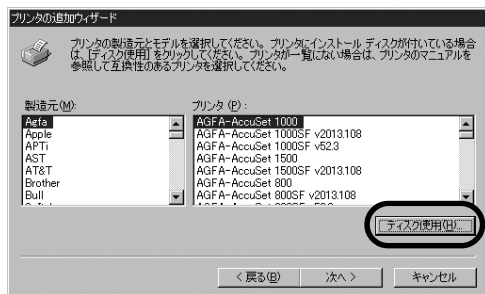 プリンタの追加ウィザード
プリンタの製造元とモデルを選択してください。プリンタにインストール ディスクが付いている場合
は、[ディスク使用] をクリックしてください。プリンタが一覧にない場合は、プリンタのマニュアルを
参照して互換性のあるプリンタを選択してください。
製造元(M):
プリンタ (P) :
Agfa
Apple
APTi
AST
AT&T
Brother
Bull
AGFA-AccuSet 1000
AGFA-AccuSet 1000SF v2013.108
AGFA-AccuSet 1000SF v52.3
AGFA-AccuSet 1500
AGFA-AccuSet 1500SF v2013.108
AGFA-AccuSet 800
AGFA-AccuSet 800SF v2013.108
ディスク使用(H)...
< 戻る(B)
次へ >
キャンセル